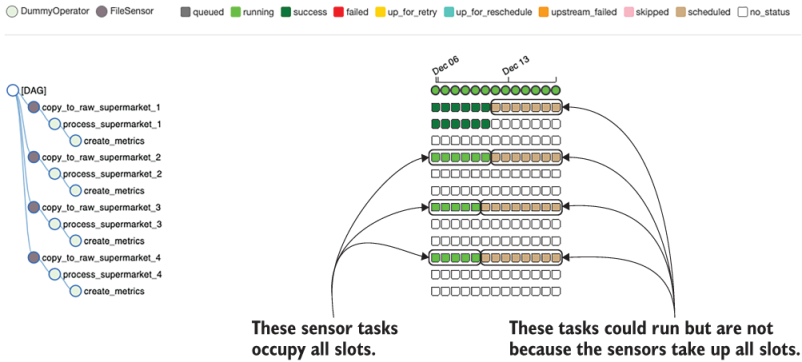 DummyOperator FileSensor queued running success failed up_for_retry up_for_reschedule upstream_failed skipped scheduled no_status
Dec 06
Dec 13
[DAG]
copy_to_raw_supermarket_1
process_supermarket_1
create_metrics
copy_to_raw_supermarket_2
process_supermarket_2
create_metrics
copy_to_raw_supermarket_3
process_supermarket_3
create_metrics
copy_to_raw_supermarket_4
process_supermarket_4
create_metrics
These sensor tasks
occupy all slots.
These tasks could run but are not
because the sensors take up all slots.